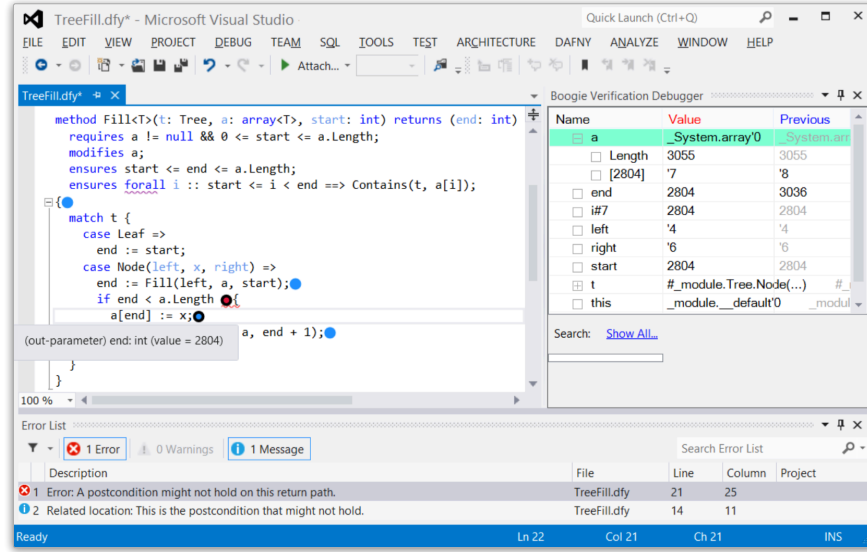 TreeFill.dfy* - Microsoft Visual Studio
Quick Launch (Ctrl+Q)
FILE EDIT VIEW PROJECT DEBUG TEAM SQL TOOLS TEST ARCHITECTURE DAFNY ANALYZE WINDOW HELP
Attach...
TreeFill.dfy*
method Fill<T>(t: Tree, a: array<T>, start: int) returns (end: int)
requires a != null && 0 <= start <= a.Length;
modifies a;
ensures start <= end <= a.Length;
ensures forall i :: start <= i < end ==> Contains(t, a[i]);
{
match t {
case Leaf =>
end := start;
case Node(left, x, right) =>
end := Fill(left, a, start);
if end < a.Length {
a[end] := x;
a, end + 1);
(out-parameter) end: int (value = 2804)
}
}
100 %
Boogie Verification Debugger
Name Value Previous
a _System.array'0 _System.arr
Length 3055 3055
[2804] '7 '8
end 2804 3036
i#7 2804 2804
left '4 '4
right '6 '6
start 2804 2804
t #_module.Tree.Node(...) #_
this _module.__default'0 _modul
Search: Show All...
Error List
1 Error 0 Warnings 1 Message
Search Error List
Description File Line Column Project
1 Error: A postcondition might not hold on this return path. TreeFill.dfy 21 25
2 Related location: This is the postcondition that might not hold. TreeFill.dfy 14 11
Ready Ln 22 Col 21 Ch 21 INS